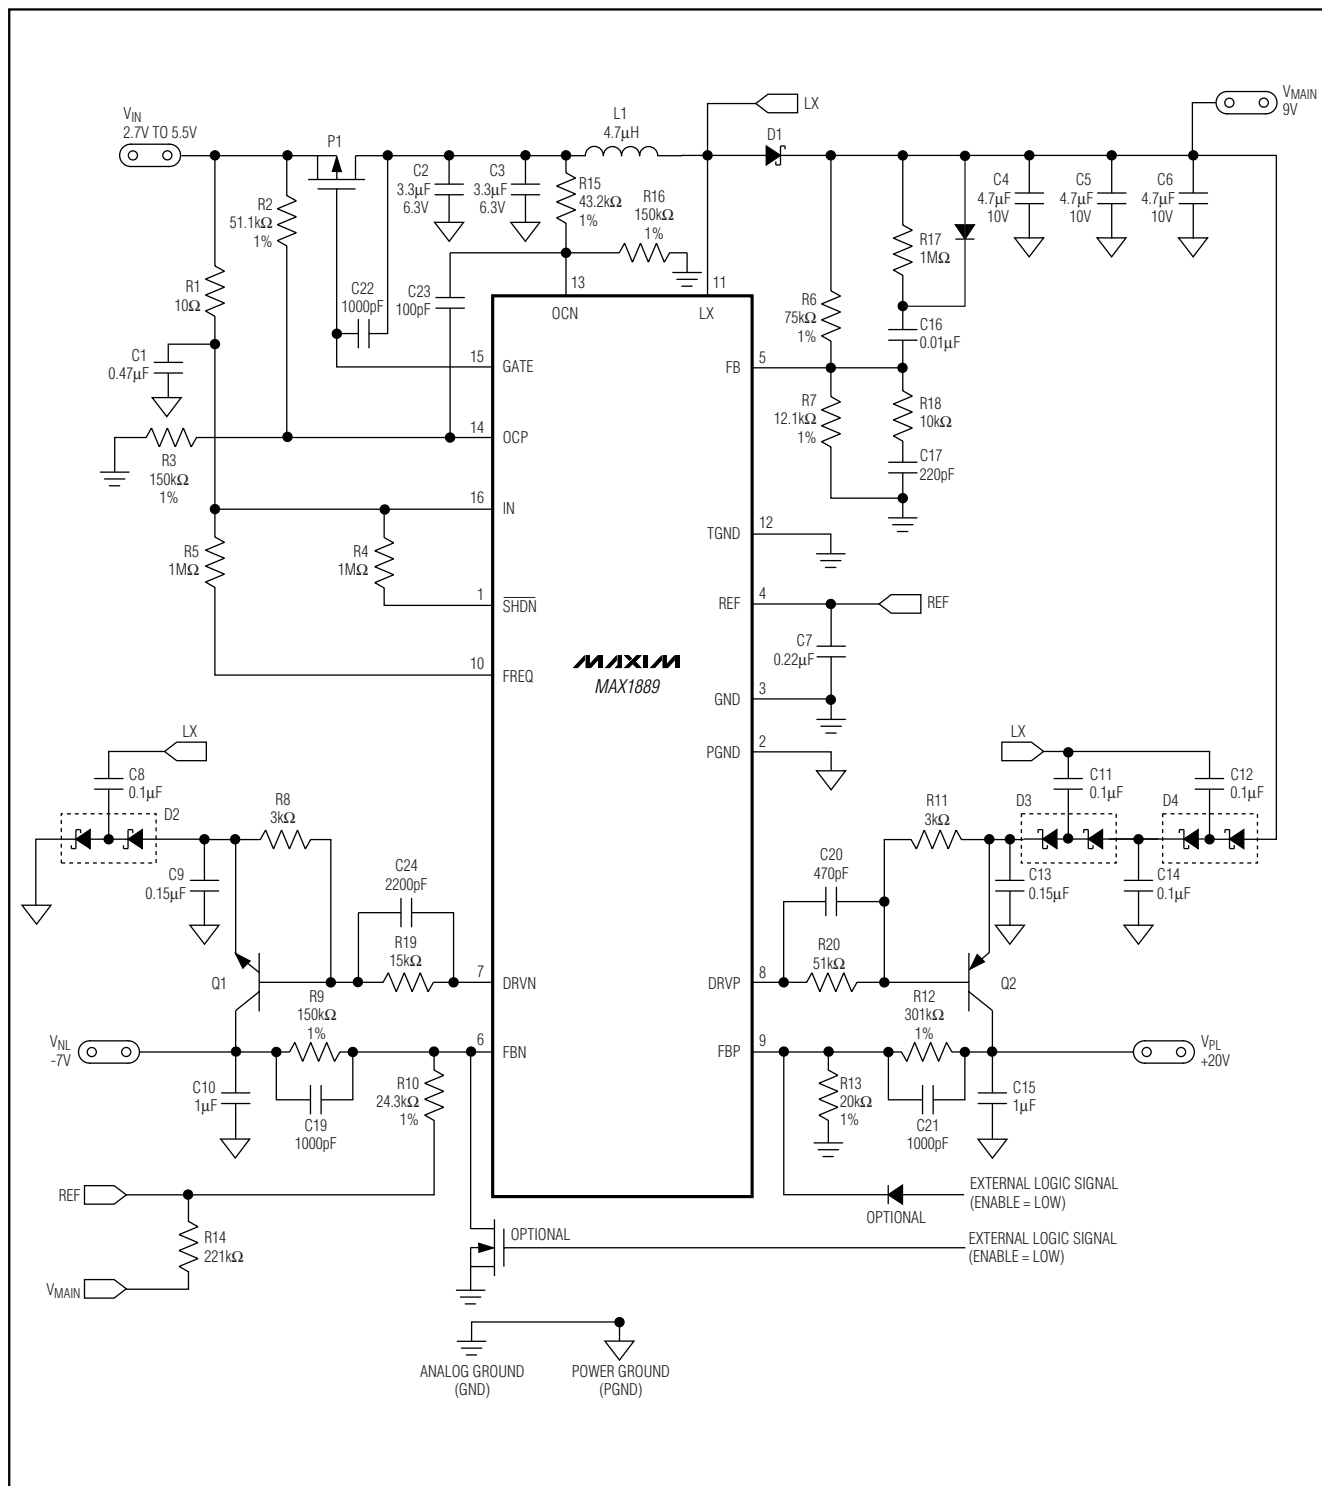 V_IN
2.7V TO 5.5V
P1
L1
4.7µH
LX
D1
V_MAIN
9V
R2
51.1kΩ
1%
C2
3.3µF
6.3V
C3
3.3µF
6.3V
R15
43.2kΩ
1%
R16
150kΩ
1%
R17
1MΩ
C4
4.7µF
10V
C5
4.7µF
10V
C6
4.7µF
10V
R1
10Ω
C22
1000pF
C23
100pF
13
OCN
11
LX
R6
75kΩ
1%
C16
0.01µF
C1
0.47µF
15
GATE
5
FB
R7
12.1kΩ
1%
R18
10kΩ
C17
220pF
14
OCP
R3
150kΩ
1%
16
IN
12
TGND
R5
1MΩ
R4
1MΩ
1
SHDN
4
REF
REF
C7
0.22µF
10
FREQ
MAXIM
MAX1889
3
GND
2
PGND
LX
C8
0.1µF
D2
R8
3kΩ
C9
0.15µF
C24
2200pF
R19
15kΩ
Q1
7
DRVN
LX
C11
0.1µF
C12
0.1µF
D3
D4
R11
3kΩ
C20
470pF
C13
0.15µF
C14
0.1µF
R20
51kΩ
8
DRVP
Q2
R9
150kΩ
1%
R12
301kΩ
1%
V_NL
-7V
6
FBN
9
FBP
V_PL
+20V
C10
1µF
C19
1000pF
R10
24.3kΩ
1%
R13
20kΩ
1%
C21
1000pF
C15
1µF
REF
R14
221kΩ
V_MAIN
OPTIONAL
EXTERNAL LOGIC SIGNAL
(ENABLE = LOW)
OPTIONAL
EXTERNAL LOGIC SIGNAL
(ENABLE = LOW)
ANALOG GROUND
(GND)
POWER GROUND
(PGND)